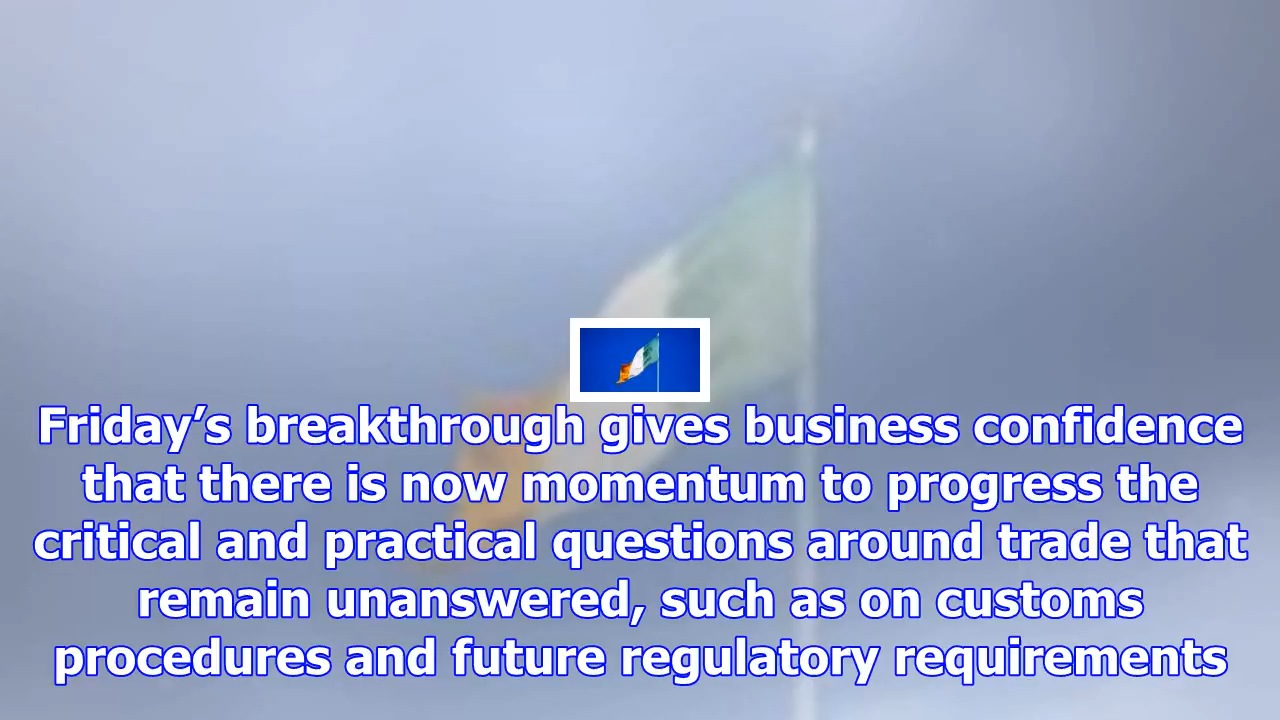 Friday’s breakthrough gives business confidence
that there is now momentum to progress the
critical and practical questions around trade that
remain unanswered, such as on customs
procedures and future regulatory requirements